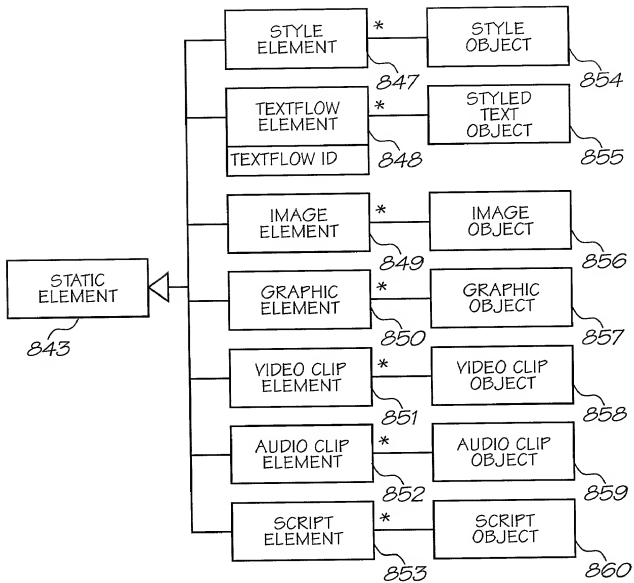 STYLE
ELEMENT
*
STYLE
OBJECT
847
854
TEXTFLOW
ELEMENT
*
STYLED
TEXT
OBJECT
TEXTFLOW ID
848
855
IMAGE
ELEMENT
*
IMAGE
OBJECT
849
856
STATIC
ELEMENT
843
GRAPHIC
ELEMENT
*
GRAPHIC
OBJECT
850
857
VIDEO CLIP
ELEMENT
*
VIDEO CLIP
OBJECT
851
858
AUDIO CLIP
ELEMENT
*
AUDIO CLIP
OBJECT
852
859
SCRIPT
ELEMENT
*
SCRIPT
OBJECT
853
860